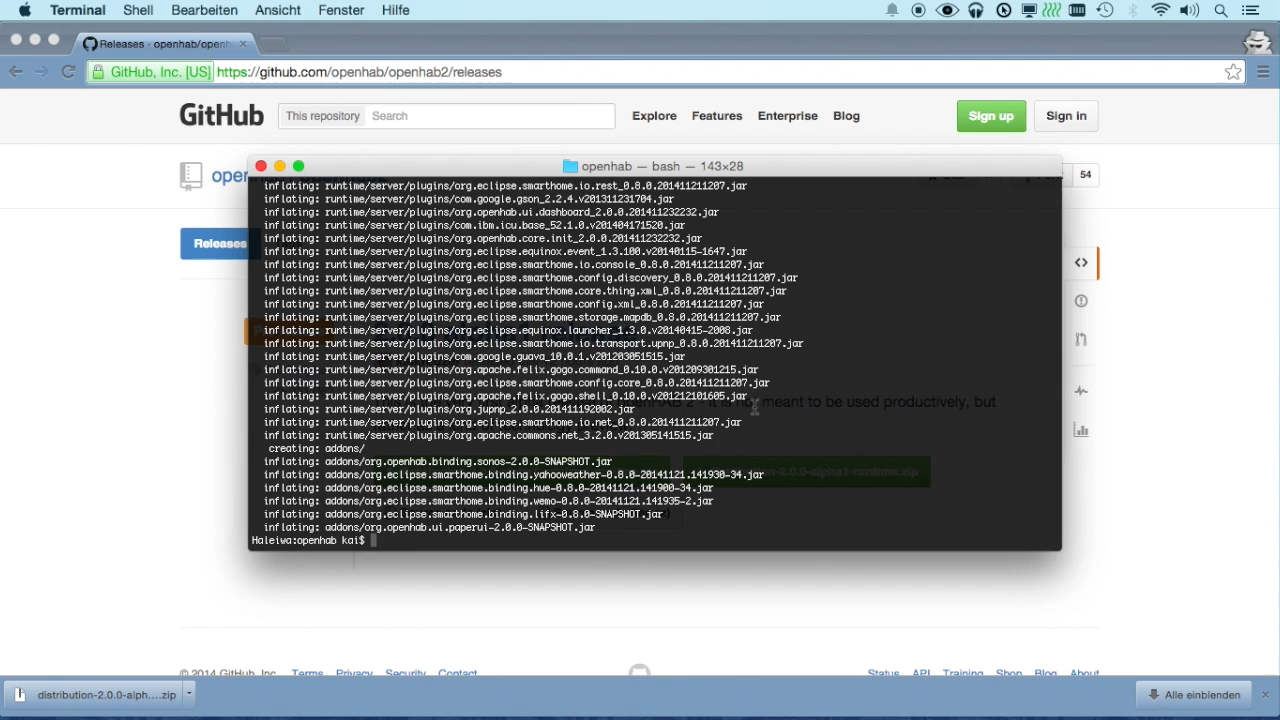 Terminal Shell Bearbeiten Ansicht Fenster Hilfe
Releases · openhab/openh
GitHub, Inc. [US] https://github.com/openhab/openhab2/releases
GitHub This repository Search Explore Features Enterprise Blog Sign up Sign in
openhab — bash — 143×28
54
Releases
inflating: runtime/server/plugins/org.eclipse.smarthome.io.rest_0.8.0.201411211207.jar
inflating: runtime/server/plugins/com.google.gson_2.2.4.v201311231704.jar
inflating: runtime/server/plugins/org.openhab.ui.dashboard_2.0.0.201411232232.jar
inflating: runtime/server/plugins/com.ibm.icu.base_52.1.0.v201404171520.jar
inflating: runtime/server/plugins/org.openhab.core.init_2.0.0.201411232232.jar
inflating: runtime/server/plugins/org.eclipse.equinox.event_1.3.100.v20140115-1647.jar
inflating: runtime/server/plugins/org.eclipse.smarthome.io.console_0.8.0.201411211207.jar
inflating: runtime/server/plugins/org.eclipse.smarthome.config.discovery_0.8.0.201411211207.jar
inflating: runtime/server/plugins/org.eclipse.smarthome.core.thing.xml_0.8.0.201411211207.jar
inflating: runtime/server/plugins/org.eclipse.smarthome.config.xml_0.8.0.201411211207.jar
inflating: runtime/server/plugins/org.eclipse.smarthome.storage.mapdb_0.8.0.201411211207.jar
inflating: runtime/server/plugins/org.eclipse.equinox.launcher_1.3.0.v20140415-2008.jar
inflating: runtime/server/plugins/org.eclipse.smarthome.io.transport.upnp_0.8.0.201411211207.jar
inflating: runtime/server/plugins/com.google.guava_10.0.1.v201203051515.jar
inflating: runtime/server/plugins/org.apache.felix.gogo.command_0.10.0.v201209301215.jar
inflating: runtime/server/plugins/org.eclipse.smarthome.config.core_0.8.0.201411211207.jar
inflating: runtime/server/plugins/org.apache.felix.gogo.shell_0.10.0.v201212101605.jar
meant to be used productively, but
inflating: runtime/server/plugins/org.jupnp_2.0.0.201411192002.jar
inflating: runtime/server/plugins/org.eclipse.smarthome.io.net_0.8.0.201411211207.jar
inflating: runtime/server/plugins/org.apache.commons.net_3.2.0.v201305141515.jar
creating: addons/
inflating: addons/org.openhab.binding.sonos-2.0.0-SNAPSHOT.jar
inflating: addons/org.eclipse.smarthome.binding.yahooweather-0.8.0-20141121.141930-34.jar
inflating: addons/org.eclipse.smarthome.binding.hue-0.8.0-20141121.141900-34.jar
inflating: addons/org.eclipse.smarthome.binding.wemo-0.8.0-20141121.141935-2.jar
inflating: addons/org.eclipse.smarthome.binding.lifx-0.8.0-SNAPSHOT.jar
inflating: addons/org.openhab.ui.paperui-2.0.0-SNAPSHOT.jar
Haleiwa:openhab kai$
© 2014 GitHub, Inc. Terms Privacy Security Contact Status API Training Shop Blog About
distribution-2.0.0-alph....zip Alle einblenden